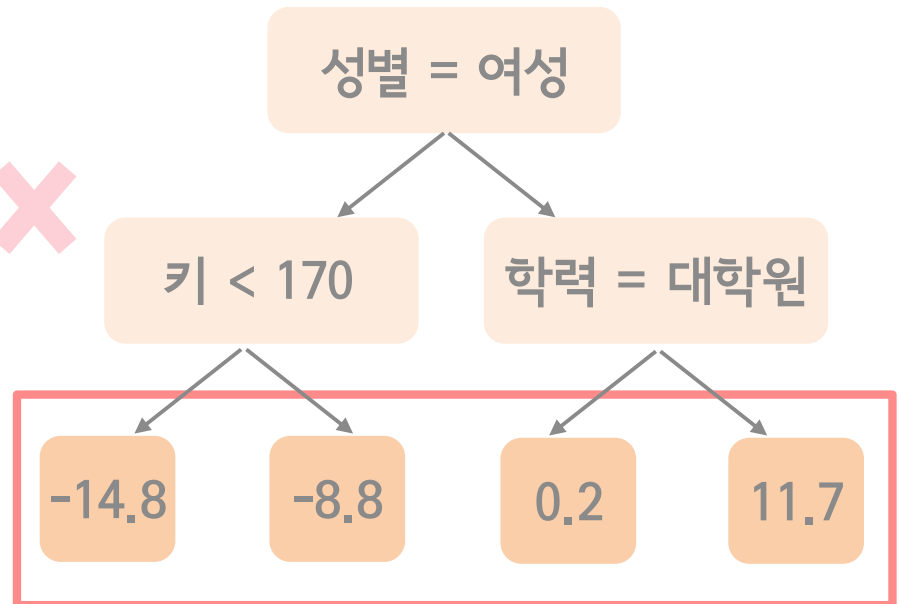 성별 = 여성
키 < 170
학력 = 대학원
-14.8
-8.8
0.2
11.7